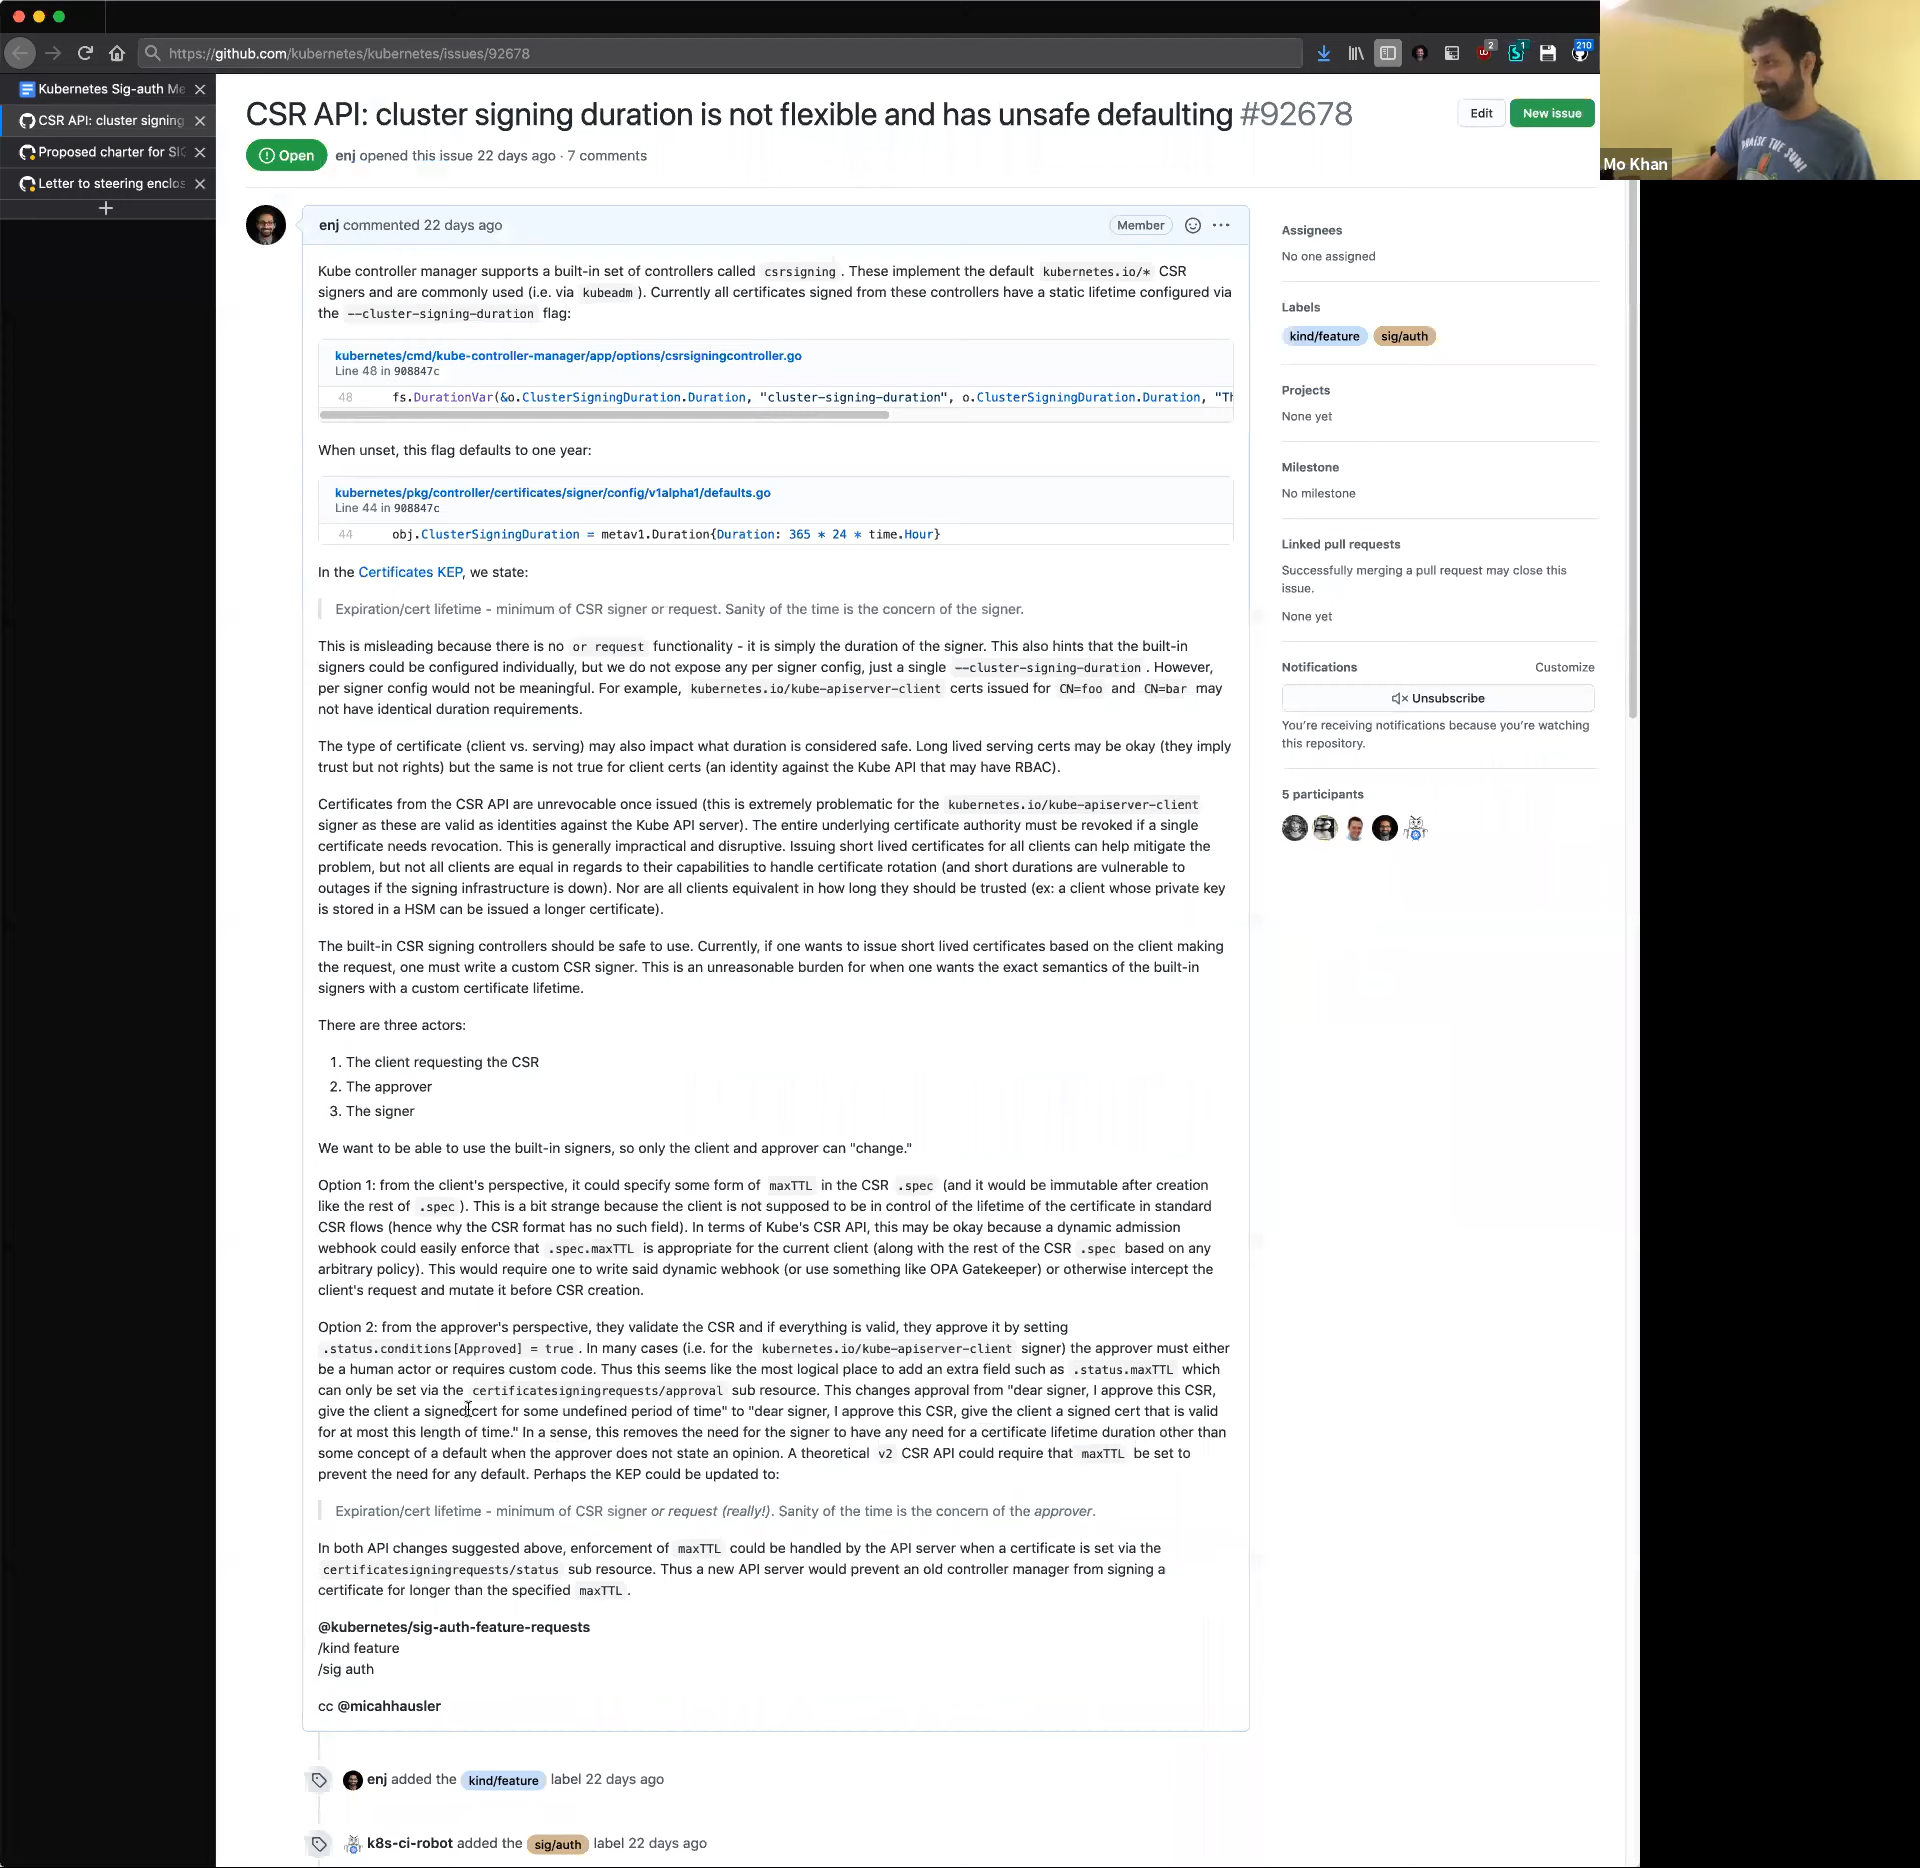 https://github.com/kubernetes/kubernetes/issues/92678
2
1
210
Kubernetes Sig-auth Me
CSR API: cluster signing
Proposed charter for SIG
Letter to steering enclos
CSR API: cluster signing duration is not flexible and has unsafe defaulting #92678
Edit
New issue
Open
enj opened this issue 22 days ago · 7 comments
Mo Khan
PRAISE THE SUN!
enj commented 22 days ago
Member
Kube controller manager supports a built-in set of controllers called csrsigning . These implement the default kubernetes.io/* CSR
signers and are commonly used (i.e. via kubeadm ). Currently all certificates signed from these controllers have a static lifetime configured via
the --cluster-signing-duration flag:
kubernetes/cmd/kube-controller-manager/app/options/csrsigningcontroller.go
Line 48 in 908847c
48 fs.DurationVar(&o.ClusterSigningDuration.Duration, "cluster-signing-duration", o.ClusterSigningDuration.Duration, "Th
When unset, this flag defaults to one year:
kubernetes/pkg/controller/certificates/signer/config/v1alpha1/defaults.go
Line 44 in 908847c
44 obj.ClusterSigningDuration = metav1.Duration{Duration: 365 * 24 * time.Hour}
In the Certificates KEP, we state:
Expiration/cert lifetime - minimum of CSR signer or request. Sanity of the time is the concern of the signer.
This is misleading because there is no or request functionality - it is simply the duration of the signer. This also hints that the built-in
signers could be configured individually, but we do not expose any per signer config, just a single --cluster-signing-duration . However,
per signer config would not be meaningful. For example, kubernetes.io/kube-apiserver-client certs issued for CN=foo and CN=bar may
not have identical duration requirements.
The type of certificate (client vs. serving) may also impact what duration is considered safe. Long lived serving certs may be okay (they imply
trust but not rights) but the same is not true for client certs (an identity against the Kube API that may have RBAC).
Certificates from the CSR API are unrevocable once issued (this is extremely problematic for the kubernetes.io/kube-apiserver-client
signer as these are valid as identities against the Kube API server). The entire underlying certificate authority must be revoked if a single
certificate needs revocation. This is generally impractical and disruptive. Issuing short lived certificates for all clients can help mitigate the
problem, but not all clients are equal in regards to their capabilities to handle certificate rotation (and short durations are vulnerable to
outages if the signing infrastructure is down). Nor are all clients equivalent in how long they should be trusted (ex: a client whose private key
is stored in a HSM can be issued a longer certificate).
The built-in CSR signing controllers should be safe to use. Currently, if one wants to issue short lived certificates based on the client making
the request, one must write a custom CSR signer. This is an unreasonable burden for when one wants the exact semantics of the built-in
signers with a custom certificate lifetime.
There are three actors:
1. The client requesting the CSR
2. The approver
3. The signer
We want to be able to use the built-in signers, so only the client and approver can "change."
Option 1: from the client's perspective, it could specify some form of maxTTL in the CSR .spec (and it would be immutable after creation
like the rest of .spec ). This is a bit strange because the client is not supposed to be in control of the lifetime of the certificate in standard
CSR flows (hence why the CSR format has no such field). In terms of Kube's CSR API, this may be okay because a dynamic admission
webhook could easily enforce that .spec.maxTTL is appropriate for the current client (along with the rest of the CSR .spec based on any
arbitrary policy). This would require one to write said dynamic webhook (or use something like OPA Gatekeeper) or otherwise intercept the
client's request and mutate it before CSR creation.
Option 2: from the approver's perspective, they validate the CSR and if everything is valid, they approve it by setting
.status.conditions[Approved] = true . In many cases (i.e. for the kubernetes.io/kube-apiserver-client signer) the approver must either
be a human actor or requires custom code. Thus this seems like the most logical place to add an extra field such as .status.maxTTL which
can only be set via the certificatesigningrequests/approval sub resource. This changes approval from "dear signer, I approve this CSR,
give the client a signed cert for some undefined period of time" to "dear signer, I approve this CSR, give the client a signed cert that is valid
for at most this length of time." In a sense, this removes the need for the signer to have any need for a certificate lifetime duration other than
some concept of a default when the approver does not state an opinion. A theoretical v2 CSR API could require that maxTTL be set to
prevent the need for any default. Perhaps the KEP could be updated to:
Expiration/cert lifetime - minimum of CSR signer or request (really!). Sanity of the time is the concern of the approver.
In both API changes suggested above, enforcement of maxTTL could be handled by the API server when a certificate is set via the
certificatesigningrequests/status sub resource. Thus a new API server would prevent an old controller manager from signing a
certificate for longer than the specified maxTTL .
@kubernetes/sig-auth-feature-requests
/kind feature
/sig auth
cc @micahhausler
enj added the kind/feature label 22 days ago
k8s-ci-robot added the sig/auth label 22 days ago
Assignees
No one assigned
Labels
kind/feature sig/auth
Projects
None yet
Milestone
No milestone
Linked pull requests
Successfully merging a pull request may close this
issue.
None yet
Notifications Customize
Unsubscribe
You're receiving notifications because you're watching
this repository.
5 participants